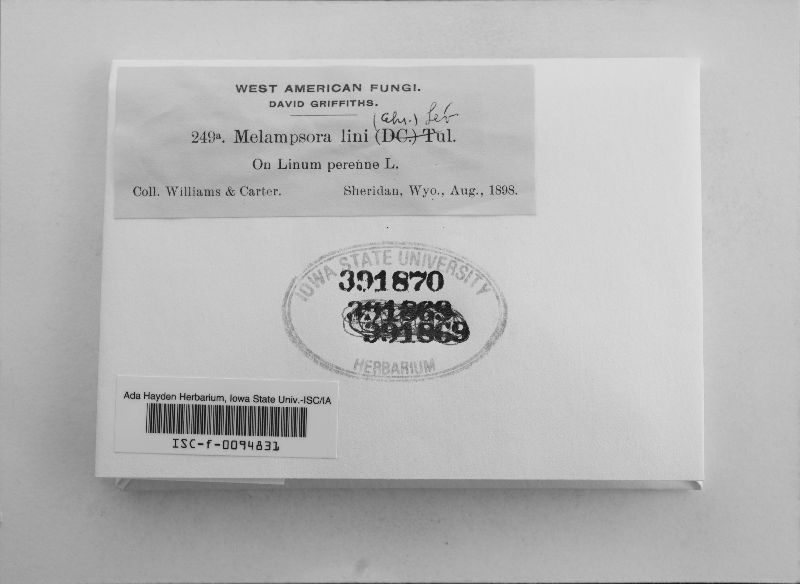 WEST AMERICAN FUNGI.
DAVID GRIFFITHS.
(Ehr.) Lév
249ª. Melampsora lini (DC.) Tul.
On Linum perenne L.
Coll. Williams & Carter. Sheridan, Wyo., Aug., 1898.
IOWA STATE UNIVERSITY
391870
391869
391869
HERBARIUM
Ada Hayden Herbarium, Iowa State Univ.-ISC/IA
ISC-f-0094831